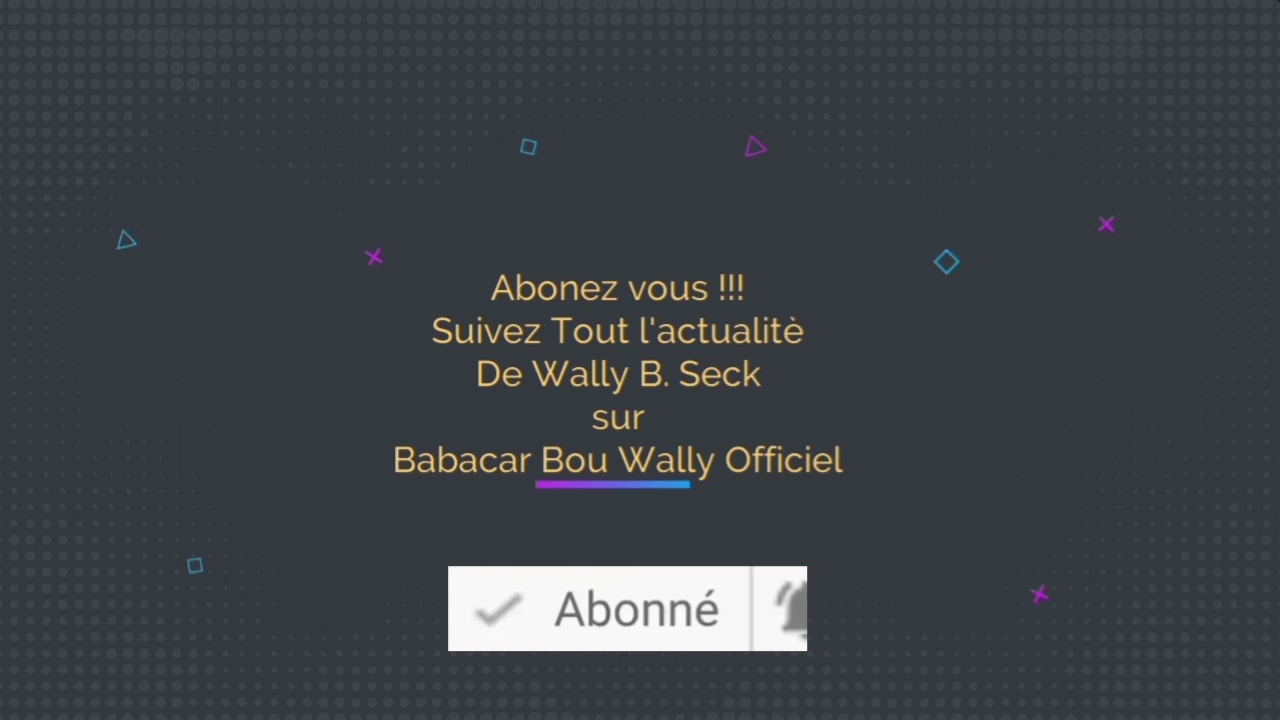 Abonez vous !!!
Suivez Tout l'actualitè
De Wally B. Seck
sur
Babacar Bou Wally Officiel
Abonné